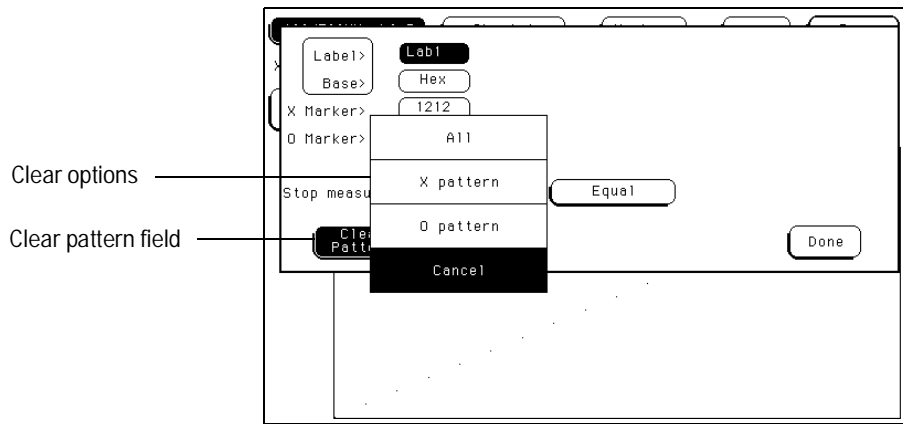 Label> Lab1
Base> Hex
X Marker> 1212
O Marker> All
Clear options X pattern
Stop measu Equal
O pattern
Clear pattern field Cle Done
Patt
Cancel